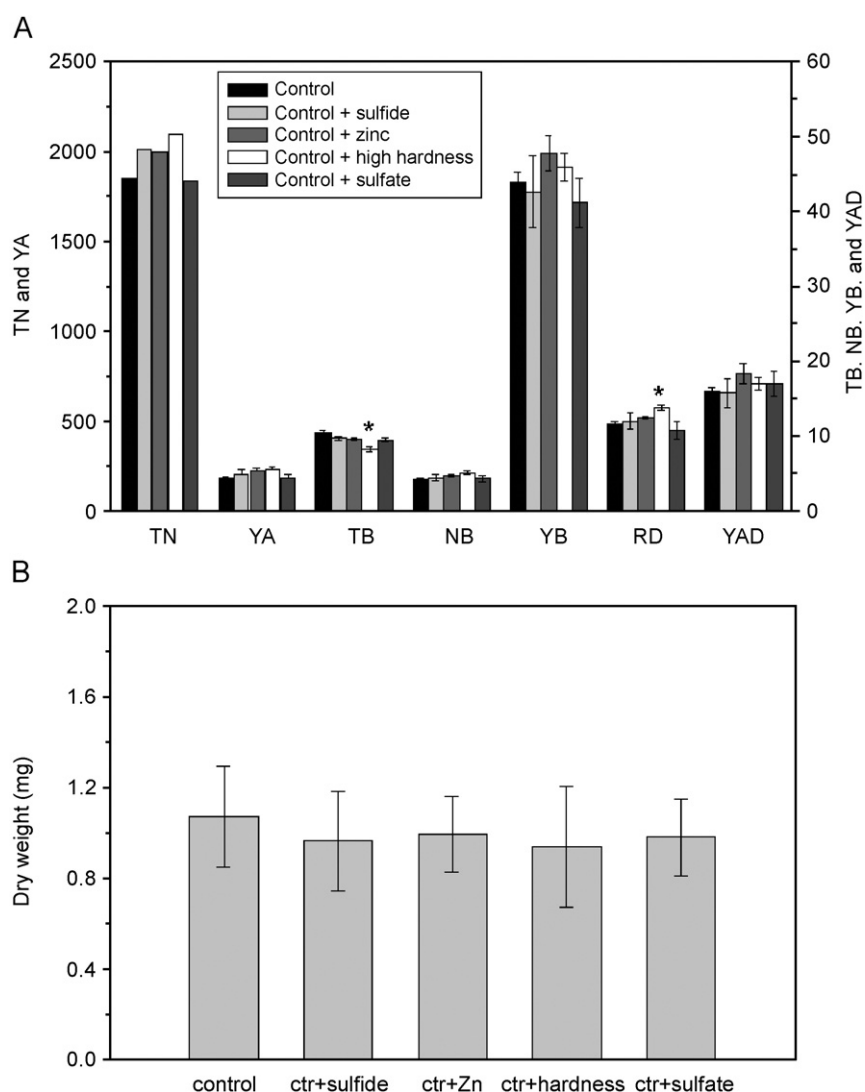 A
2500
2000
1500
1000
500
0
TN and YA
Control
Control + sulfide
Control + zinc
Control + high hardness
Control + sulfate
*
*
60
50
40
30
20
10
0
TB. NB. YB. and YAD
TN YA TB NB YB RD YAD
B
2.0
1.6
1.2
0.8
0.4
0.0
Dry weight (mg)
control ctr+sulfide ctr+Zn ctr+hardness ctr+sulfate